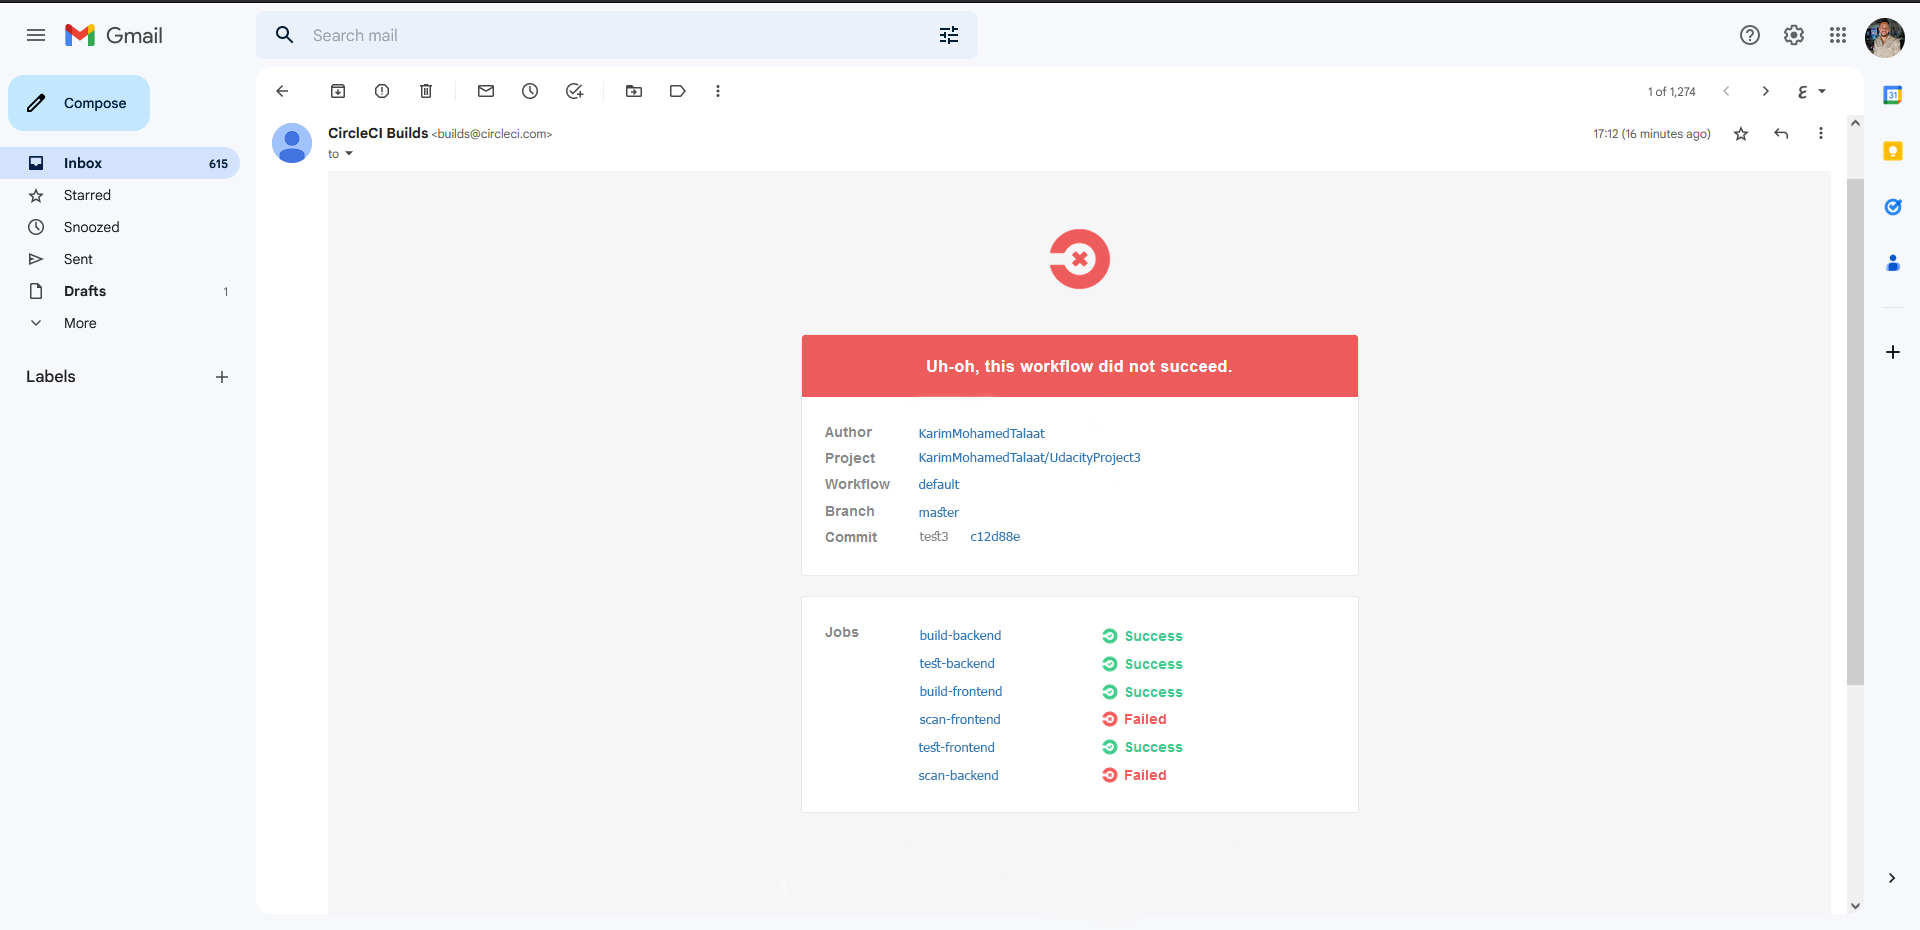 Gmail
Search mail
Compose
Inbox 615
Starred
Snoozed
Sent
Drafts 1
More
Labels
1 of 1,274
CircleCI Builds <builds@circleci.com>
17:12 (16 minutes ago)
to
31
Uh-oh, this workflow did not succeed.
Author KarimMohamedTalaat
Project KarimMohamedTalaat/UdacityProject3
Workflow default
Branch master
Commit test3 c12d88e
Jobs build-backend Success
test-backend Success
build-frontend Success
scan-frontend Failed
test-frontend Success
scan-backend Failed